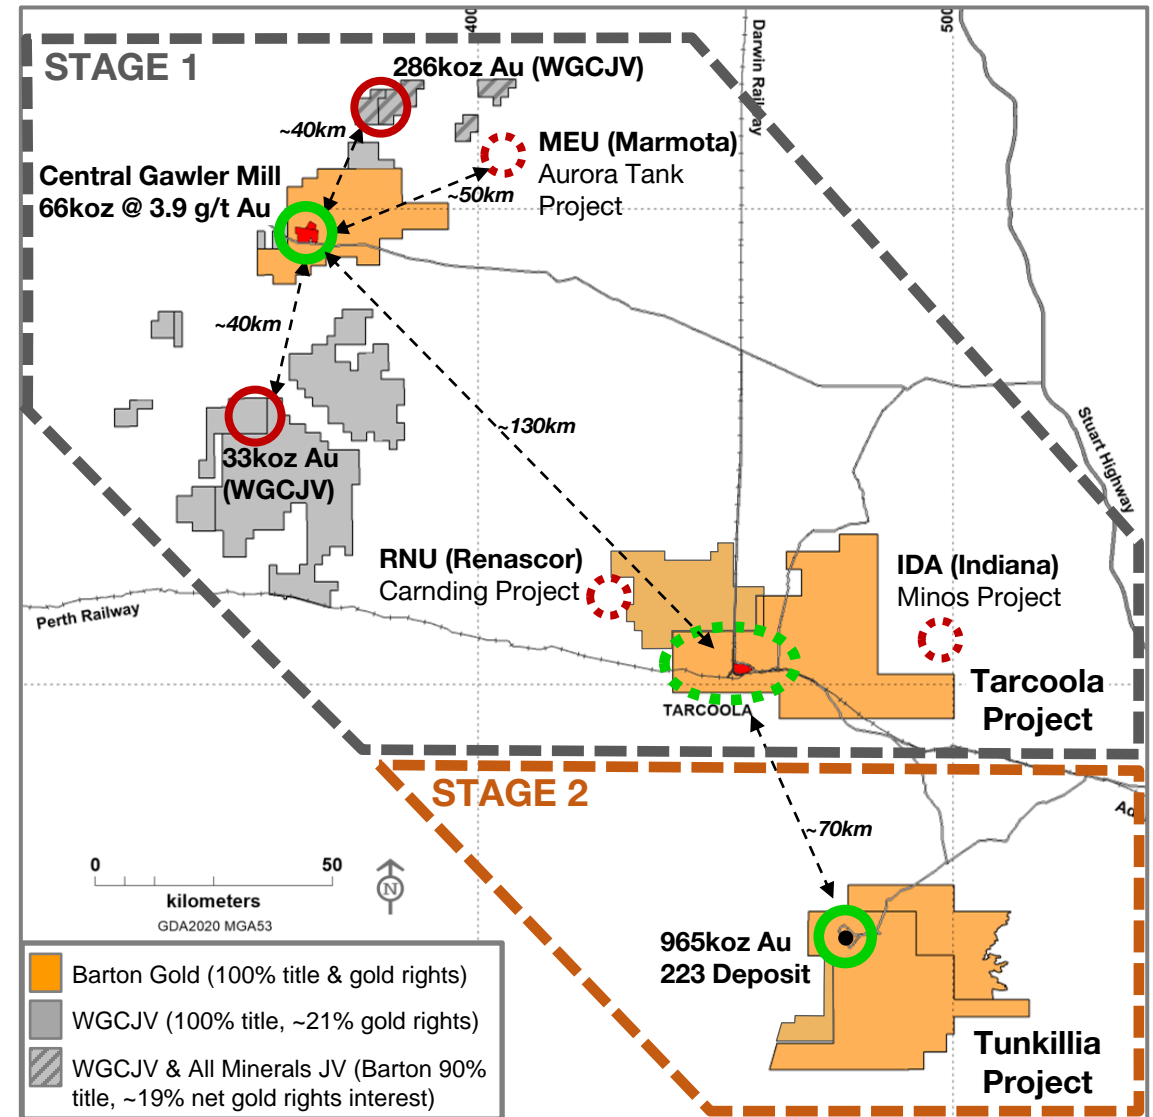 400
500
STAGE 1
286koz Au (WGCJV)
Darwin Railway
~40km
MEU (Marmota)
Aurora Tank
Project
Central Gawler Mill
66koz @ 3.9 g/t Au
~50km
~40km
~130km
Stuart Highway
33koz Au
(WGCJV)
RNU (Renascor)
Carnding Project
IDA (Indiana)
Minos Project
Perth Railway
Tarcoola
Project
TARCOOLA
STAGE 2
Ad
~70km
0 50
kilometers
GDA2020 MGA53
N
965koz Au
223 Deposit
Tunkillia
Project
Barton Gold (100% title & gold rights)
WGCJV (100% title, ~21% gold rights)
WGCJV & All Minerals JV (Barton 90%
title, ~19% net gold rights interest)